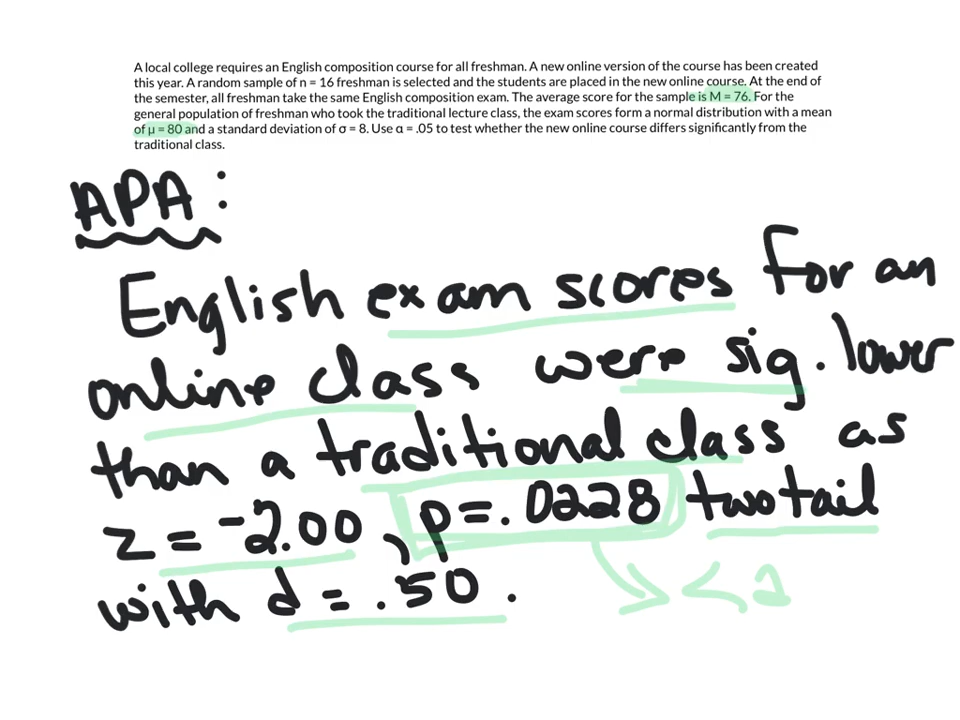 A local college requires an English composition course for all freshman. A new online version of the course has been created
this year. A random sample of n = 16 freshman is selected and the students are placed in the new online course. At the end of
the semester, all freshman take the same English composition exam. The average score for the sample is M = 76. For the
general population of freshman who took the traditional lecture class, the exam scores form a normal distribution with a mean
of μ = 80 and a standard deviation of σ = 8. Use α = .05 to test whether the new online course differs significantly from the
traditional class.
APA:
English exam scores for an
online class were sig. lower
than a traditional class as
z = -2.00, p=.0228 two tail
with d = .50.